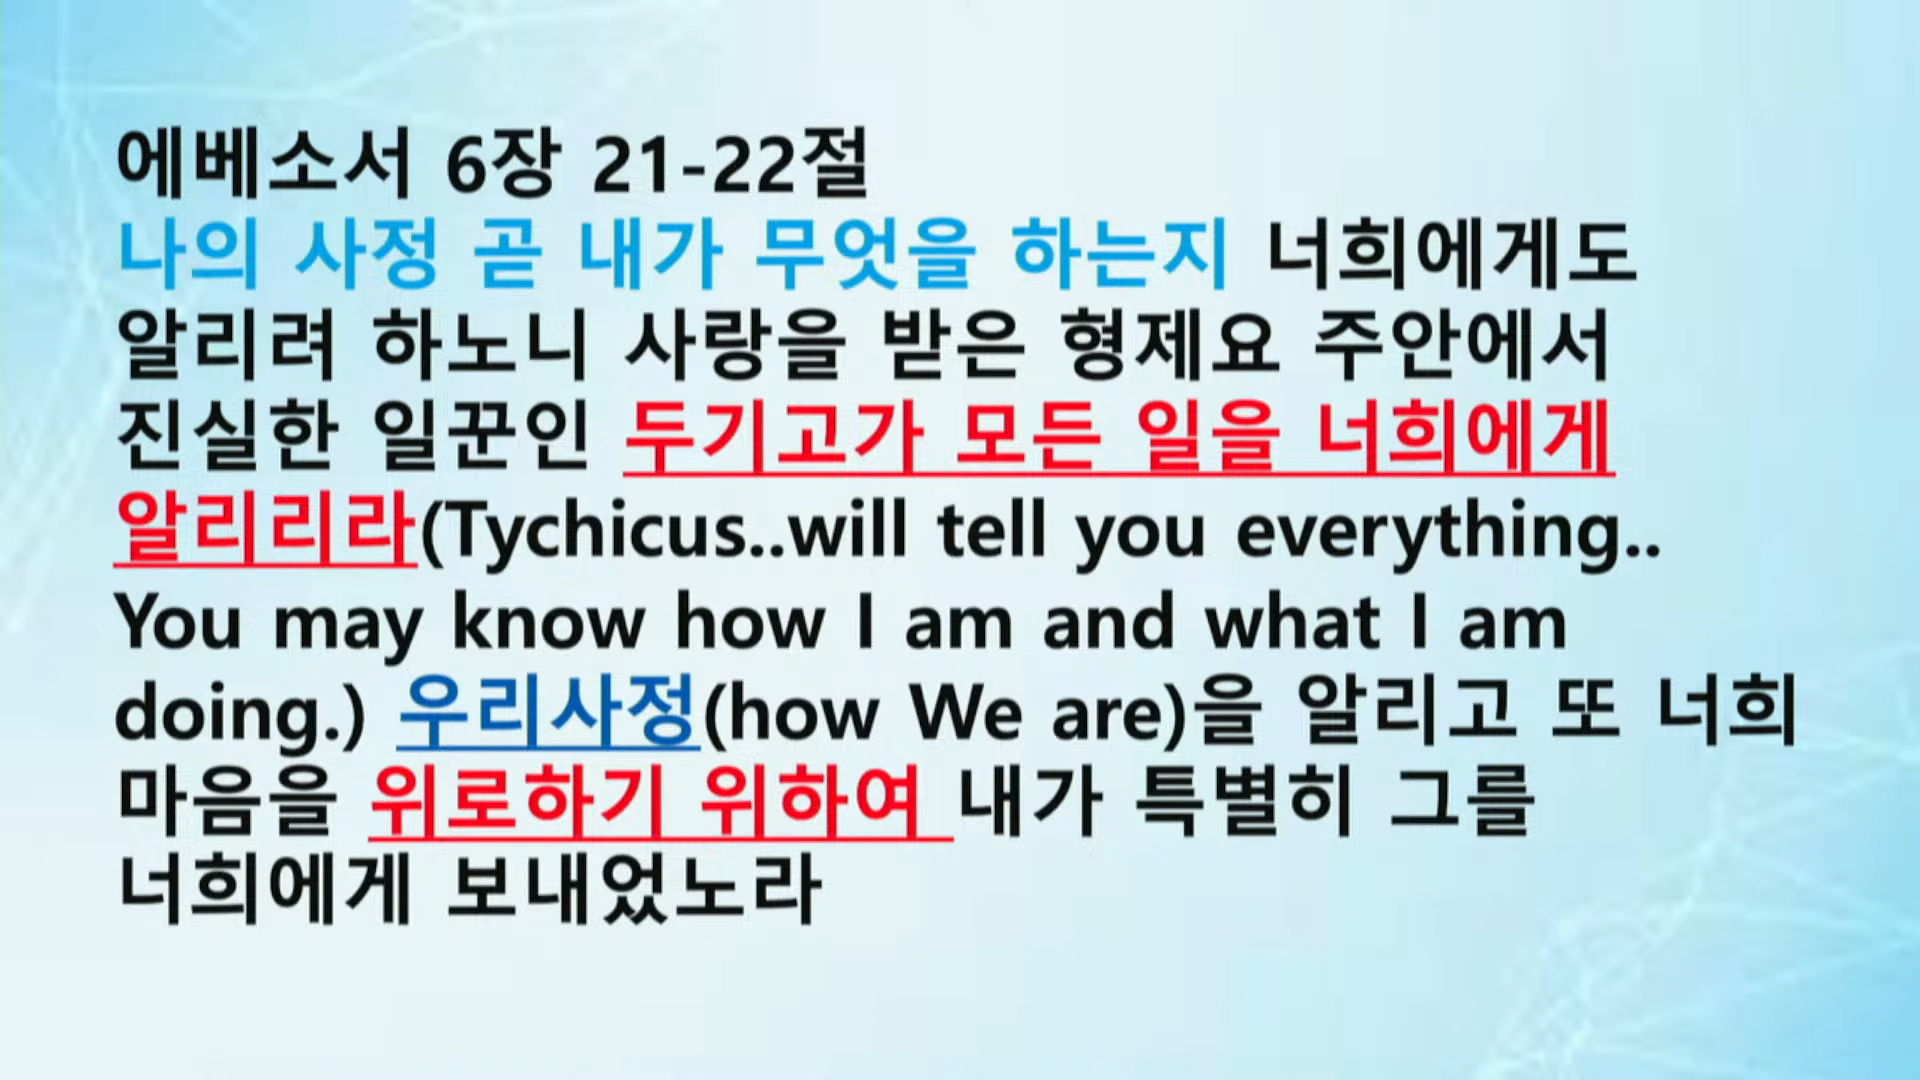 에베소서 6장 21-22절
나의 사정 곧 내가 무엇을 하는지 너희에게도
알리려 하노니 사랑을 받은 형제요 주안에서
진실한 일꾼인 두기고가 모든 일을 너희에게
알리리라(Tychicus..will tell you everything..
You may know how I am and what I am
doing.) 우리사정(how We are)을 알리고 또 너희
마음을 위로하기 위하여 내가 특별히 그를
너희에게 보내었노라